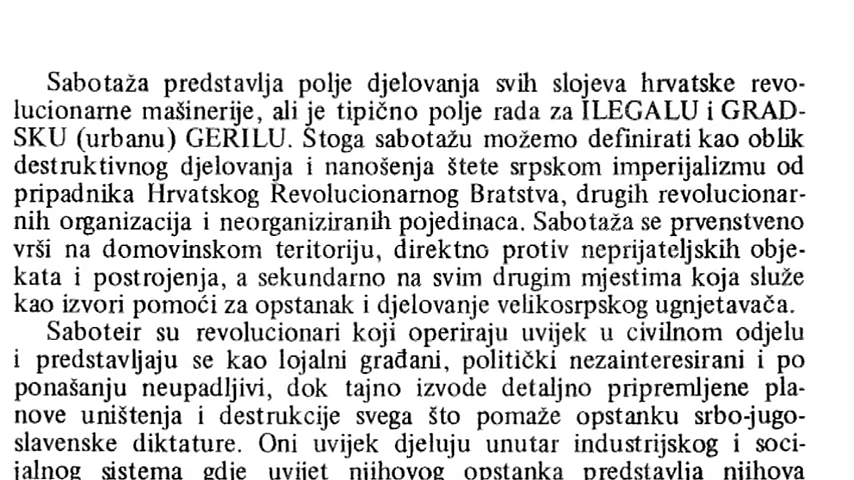 Sabotaža predstavlja polje djelovanja svih slojeva hrvatske revo-
lucionarne mašinerije, ali je tipično polje rada za ILEGALU i GRAD-
SKU (urbanu) GERILU. Stoga sabotažu možemo definirati kao oblik
destruktivnog djelovanja i nanošenja štete srpskom imperijalizmu od
pripadnika Hrvatskog Revolucionarnog Bratstva, drugih revolucionar-
nih organizacija i neorganiziranih pojedinaca. Sabotaža se prvenstveno
vrši na domovinskom teritoriju, direktno protiv neprijateljskih obje-
kata i postrojenja, a sekundarno na svim drugim mjestima koja služe
kao izvori pomoći za opstanak i djelovanje velikosrpskog ugnjetavača.
Saboteir su revolucionari koji operiraju uvijek u civilnom odjelu
i predstavljaju se kao lojalni građani, politički nezainteresirani i po
ponašanju neupadljivi, dok tajno izvode detaljno pripremljene pla-
nove uništenja i destrukcije svega što pomaže opstanku srbo-jugo-
slavenske diktature. Oni uvijek djeluju unutar industrijskog i soci-
jalnog sistema gdje uvijet njihovog opstanka predstavlja njihova